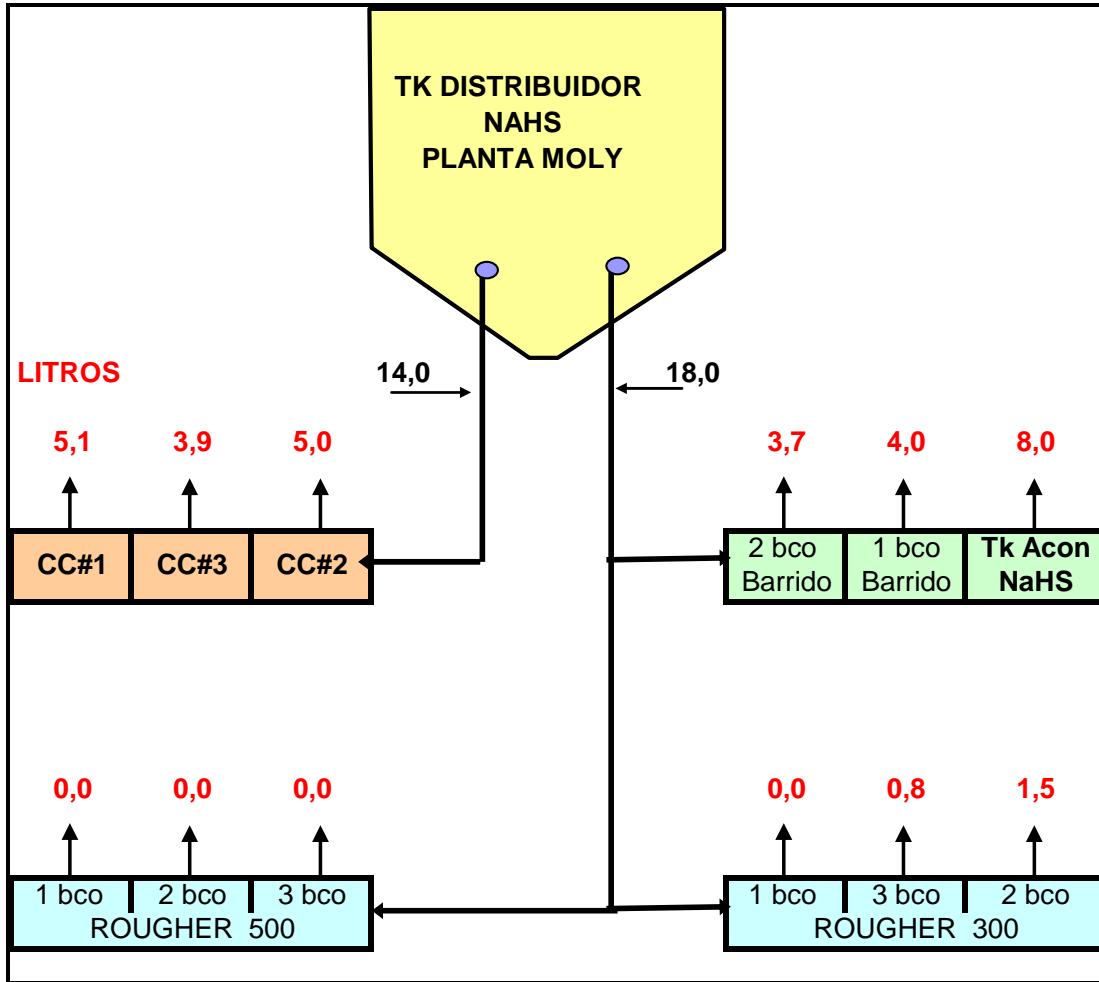 TK DISTRIBUIDOR
NAHS
PLANTA MOLY
LITROS
14,0
18,0
5,1 3,9 5,0
3,7 4,0 8,0
CC#1 CC#3 CC#2
2 bco 1 bco Tk Acon
Barrido Barrido NaHS
0,0 0,0 0,0
0,0 0,8 1,5
1 bco 2 bco 3 bco
ROUGHER 500
1 bco 3 bco 2 bco
ROUGHER 300